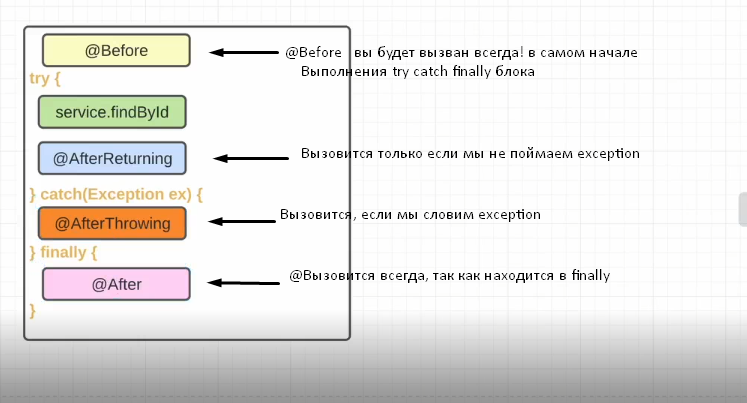 @Before
@Before вы будет вызван всегда! в самом начале
Выполнения try catch finally блока
try {
service.findById
@AfterReturning
Вызовится только если мы не поймаем exception
} catch(Exception ex) {
@AfterThrowing
Вызовится, если мы словим exception
} finally {
@After
@Вызовится всегда, так как находится в finally
}